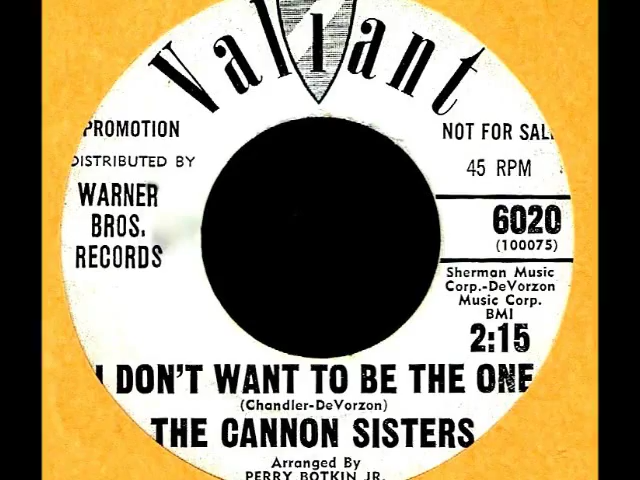 Valiant
PROMOTION
NOT FOR SAL
DISTRIBUTED BY
45 RPM
WARNER
BROS.
RECORDS
6020
(100075)
Sherman Music
Corp.-DeVorzon
Music Corp.
BMI
2:15
I DON'T WANT TO BE THE ONE
(Chandler-DeVorzon)
THE CANNON SISTERS
Arranged By
PERRY BOTKIN JR.